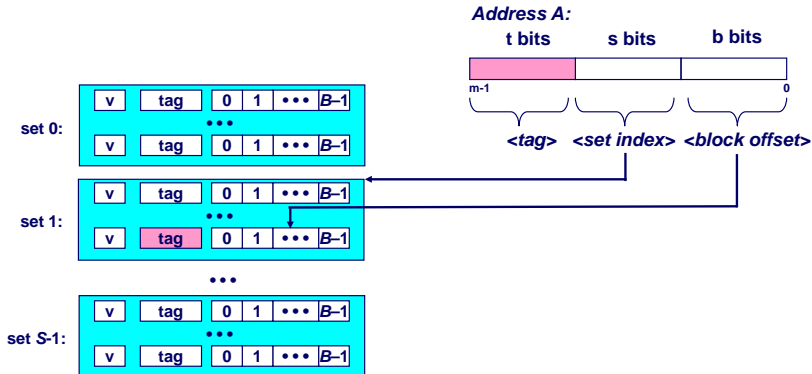 Address A:
t bits s bits b bits
m-1 0
<tag> <set index> <block offset>
v tag 0 1 ••• B–1
set 0: •••
v tag 0 1 ••• B–1
v tag 0 1 ••• B–1
set 1: •••
v tag 0 1 ••• B–1
•••
v tag 0 1 ••• B–1
set S-1: •••
v tag 0 1 ••• B–1